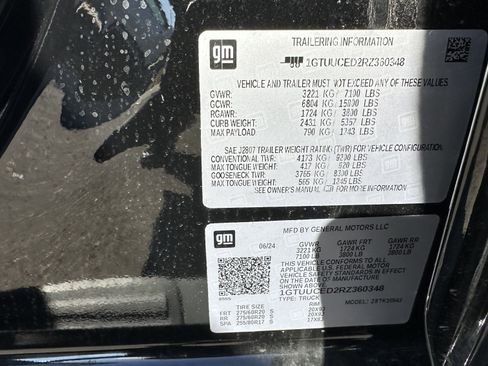 gm
TRAILERING INFORMATION
1GTUUCED2RZ360348
VEHICLE AND TRAILER MUST NOT EXCEED ANY OF THESE VALUES
GVWR: 3221 KG / 7100 LBS
GCWR: 6804 KG / 15000 LBS
RGAWR: 1724 KG / 3800 LBS
CURB WEIGHT: 2431 KG / 5357 LBS
MAX PAYLOAD: 790 KG / 1743 LBS
SAE J2807 TRAILER WEIGHT RATING (TWR) FOR VEHICLE CONFIGURATION
CONVENTIONAL TWR: 4173 KG / 9200 LBS
MAX TONGUE WEIGHT: 417 KG / 920 LBS
GOOSENECK TWR: 3765 KG / 8300 LBS
MAX TONGUE WEIGHT: 565 KG / 1245 LBS
SEE OWNER'S MANUAL FOR MORE INFORMATION
gm
MFD BY GENERAL MOTORS LLC
06/24 GVWR GAWR FRT GAWR RR
3221 KG 1724 KG 1724 KG
7100 LB 3800 LB 3800 LB
THIS VEHICLE CONFORMS TO ALL
APPLICABLE U.S. FEDERAL MOTOR
VEHICLE SAFETY STANDARDS IN EFFECT
ON THE DATE OF MANUFACTURE
SHOWN ABOVE.
1GTUUCED2RZ360348
TYPE: TRUCK MODEL:
TIRE SIZE RIM
FRT 275/60R20 S 20X9J
RR 275/60R20 S 20X9J
SPA 255/80R17 S